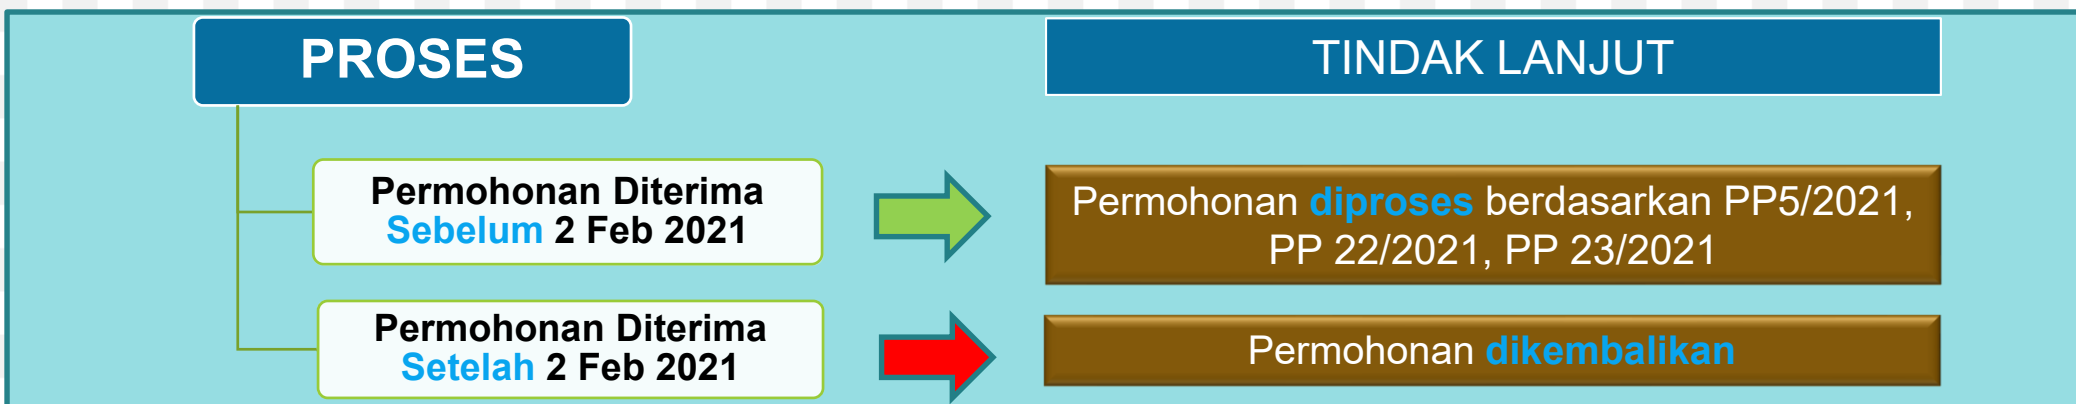 PROSES
TINDAK LANJUT
Permohonan Diterima
Sebelum 2 Feb 2021
Permohonan diproses berdasarkan PP5/2021,
PP 22/2021, PP 23/2021
Permohonan Diterima
Setelah 2 Feb 2021
Permohonan dikembalikan